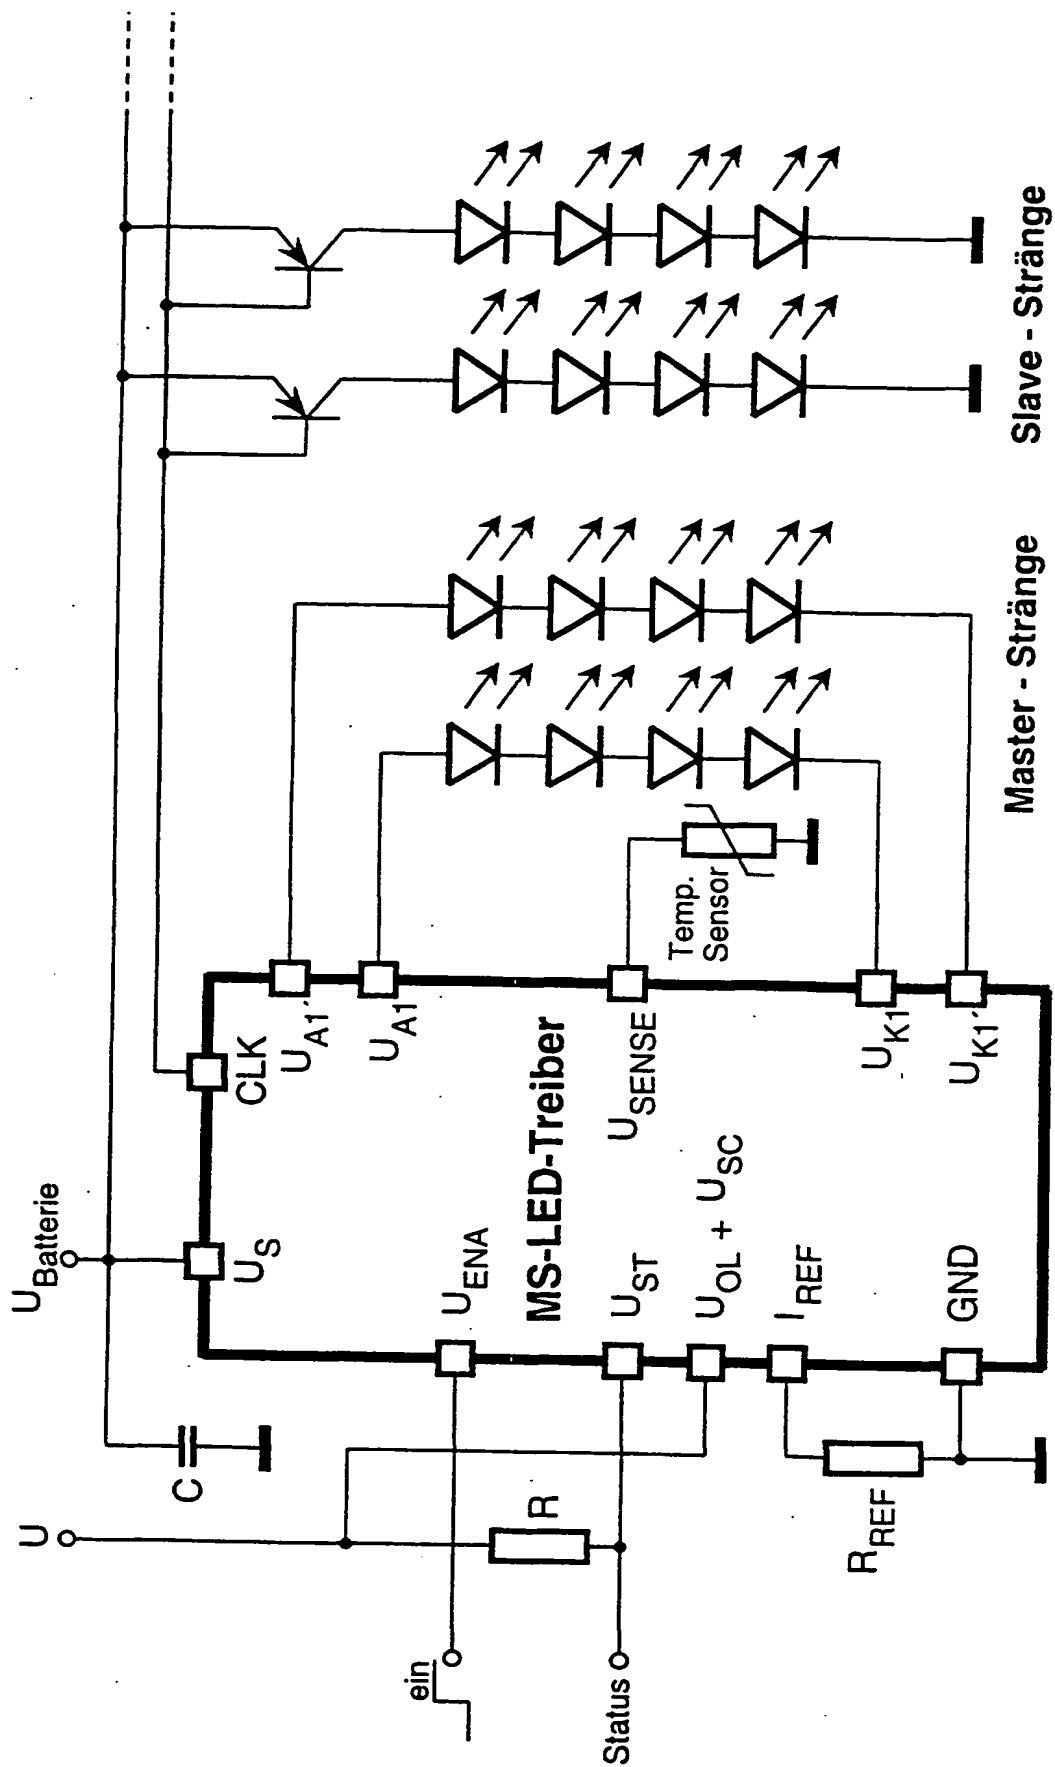 U
U_Batterie
C
U_S
CLK
U_A1´
U_A1
ein
U_ENA
MS-LED-Treiber
R
Status
U_ST
U_SENSE
Temp.
Sensor
U_OL + U_SC
I_REF
R_REF
GND
U_K1
U_K1´
Master - Stränge
Slave - Stränge